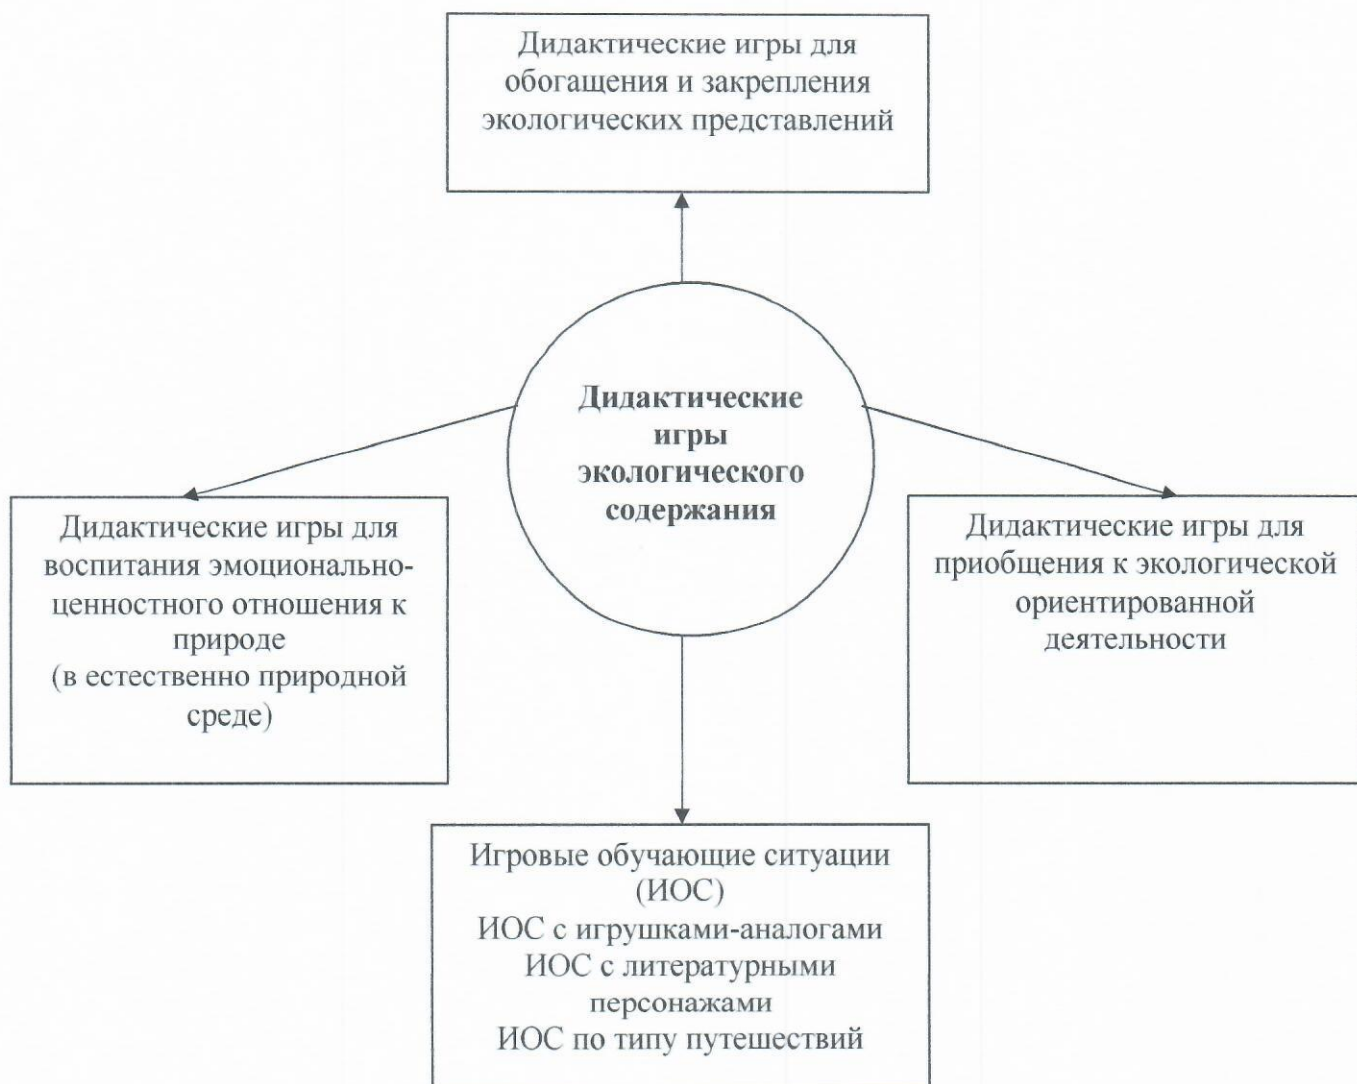 Дидактические игры для
обогащения и закрепления
экологических представлений
Дидактические
игры
экологического
содержания
Дидактические игры для
воспитания эмоционально-
ценностного отношения к
природе
(в естественно природной
среде)
Дидактические игры для
приобщения к экологической
ориентированной
деятельности
Игровые обучающие ситуации
(ИОС)
ИОС с игрушками-аналогами
ИОС с литературными
персонажами
ИОС по типу путешествий